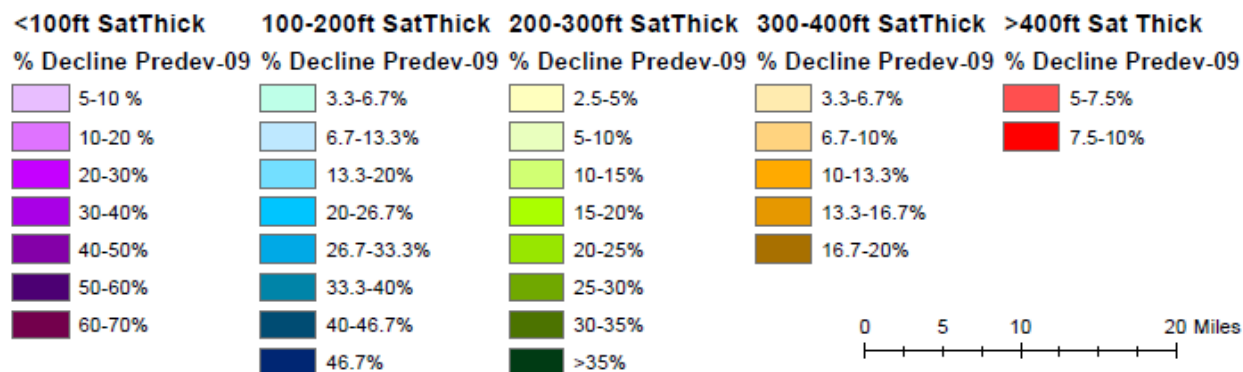 <100ft SatThick 100-200ft SatThick 200-300ft SatThick 300-400ft SatThick >400ft Sat Thick
% Decline Predev-09 % Decline Predev-09 % Decline Predev-09 % Decline Predev-09 % Decline Predev-09
5-10 % 3.3-6.7% 2.5-5% 3.3-6.7% 5-7.5%
10-20 % 6.7-13.3% 5-10% 6.7-10% 7.5-10%
20-30% 13.3-20% 10-15% 10-13.3%
30-40% 20-26.7% 15-20% 13.3-16.7%
40-50% 26.7-33.3% 20-25% 16.7-20%
50-60% 33.3-40% 25-30%
60-70% 40-46.7% 30-35%
46.7% >35%
0 5 10 20 Miles